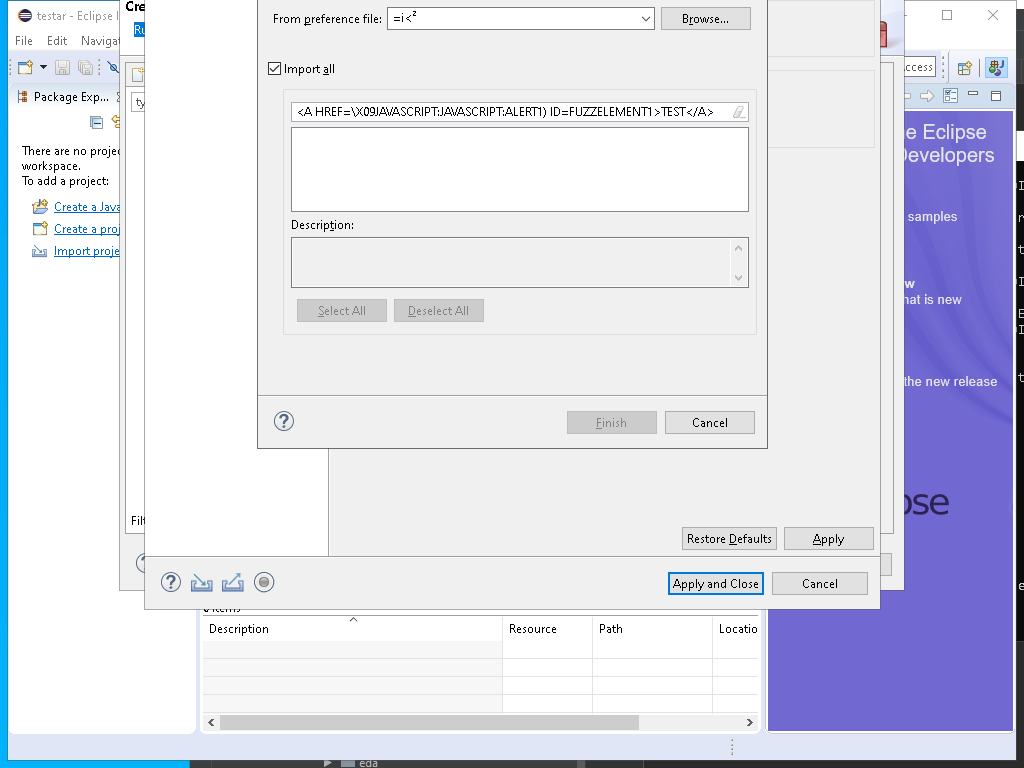 testar - Eclipse I
File Edit Navigat
Package Exp...
There are no projec
workspace.
To add a project:
Create a Java
Create a proj
Import proje
Cre
Ru
ty
Filt
From preference file: =i<² Browse...
Import all
<A HREF=\X09JAVASCRIPT:JAVASCRIPT:ALERT1) ID=FUZZELEMENT1>TEST</A>
Description:
Select All Deselect All
Finish Cancel
Restore Defaults Apply
Apply and Close Cancel
ccess
e Eclipse
Developers
samples
w
hat is new
the new release
pse
0 items
Description Resource Path Locatio
eda